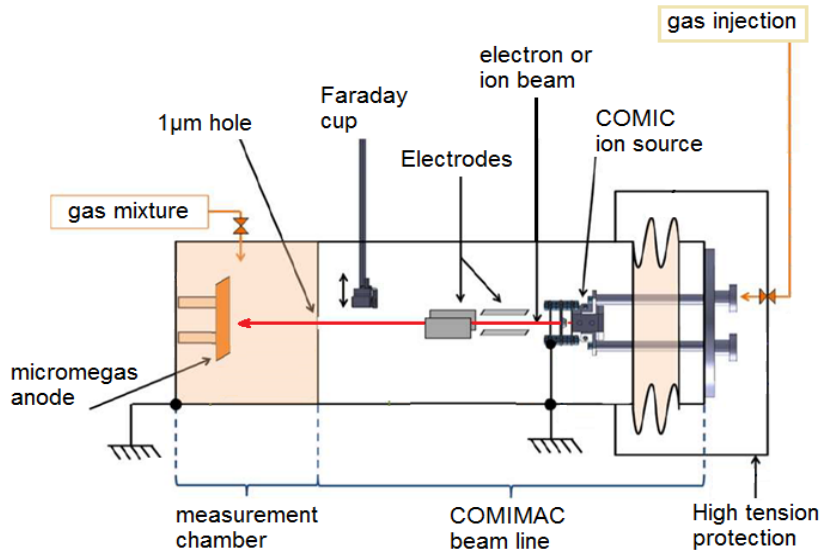 gas injection
electron or
ion beam
Faraday
cup
COMIC
ion source
1µm hole
Electrodes
gas mixture
micromegas
anode
measurement
chamber
COMIMAC
beam line
High tension
protection